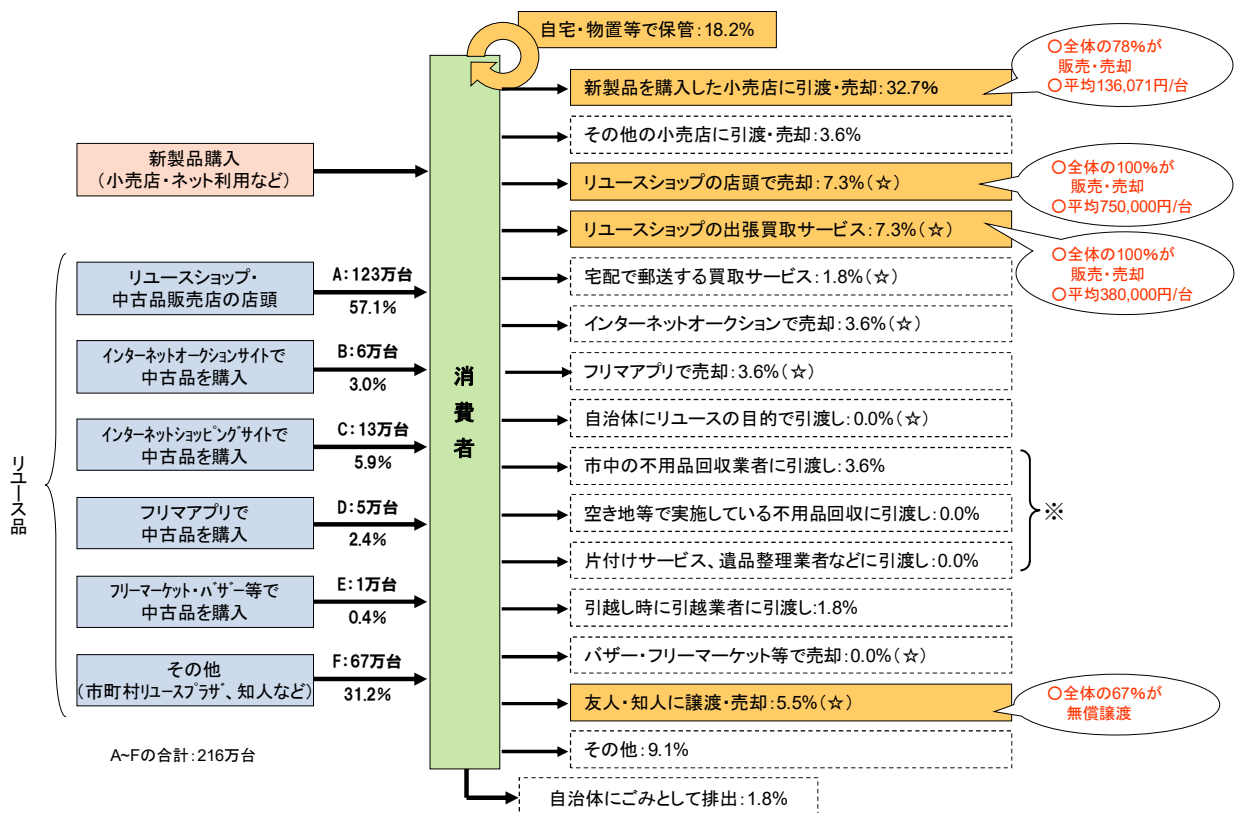 自宅・物置等で保管:18.2%
新製品を購入した小売店に引渡・売却:32.7%
〇全体の78%が
販売・売却
〇平均136,071円/台
その他の小売店に引渡・売却:3.6%
新製品購入
(小売店・ネット利用など)
リユースショップの店頭で売却:7.3%(☆)
〇全体の100%が
販売・売却
〇平均750,000円/台
リユースショップの出張買取サービス:7.3%(☆)
〇全体の100%が
販売・売却
〇平均380,000円/台
リユース品
リユースショップ・
中古品販売店の店頭
A:123万台
57.1%
宅配で郵送する買取サービス:1.8%(☆)
インターネットオークションサイトで
中古品を購入
B:6万台
3.0%
インターネットオークションで売却:3.6%(☆)
消費者
フリマアプリで売却:3.6%(☆)
インターネットショッピングサイトで
中古品を購入
C:13万台
5.9%
自治体にリユースの目的で引渡し:0.0%(☆)
市中の不用品回収業者に引渡し:3.6%
フリマアプリで
中古品を購入
D:5万台
2.4%
空き地等で実施している不用品回収に引渡し:0.0%
※
片付けサービス、遺品整理業者などに引渡し:0.0%
フリーマーケット・バザー等で
中古品を購入
E:1万台
0.4%
引越し時に引越業者に引渡し:1.8%
バザー・フリーマーケット等で売却:0.0%(☆)
その他
(市町村リユースプラザ、知人など)
F:67万台
31.2%
友人・知人に譲渡・売却:5.5%(☆)
〇全体の67%が
無償譲渡
その他:9.1%
A~Fの合計:216万台
自治体にごみとして排出:1.8%